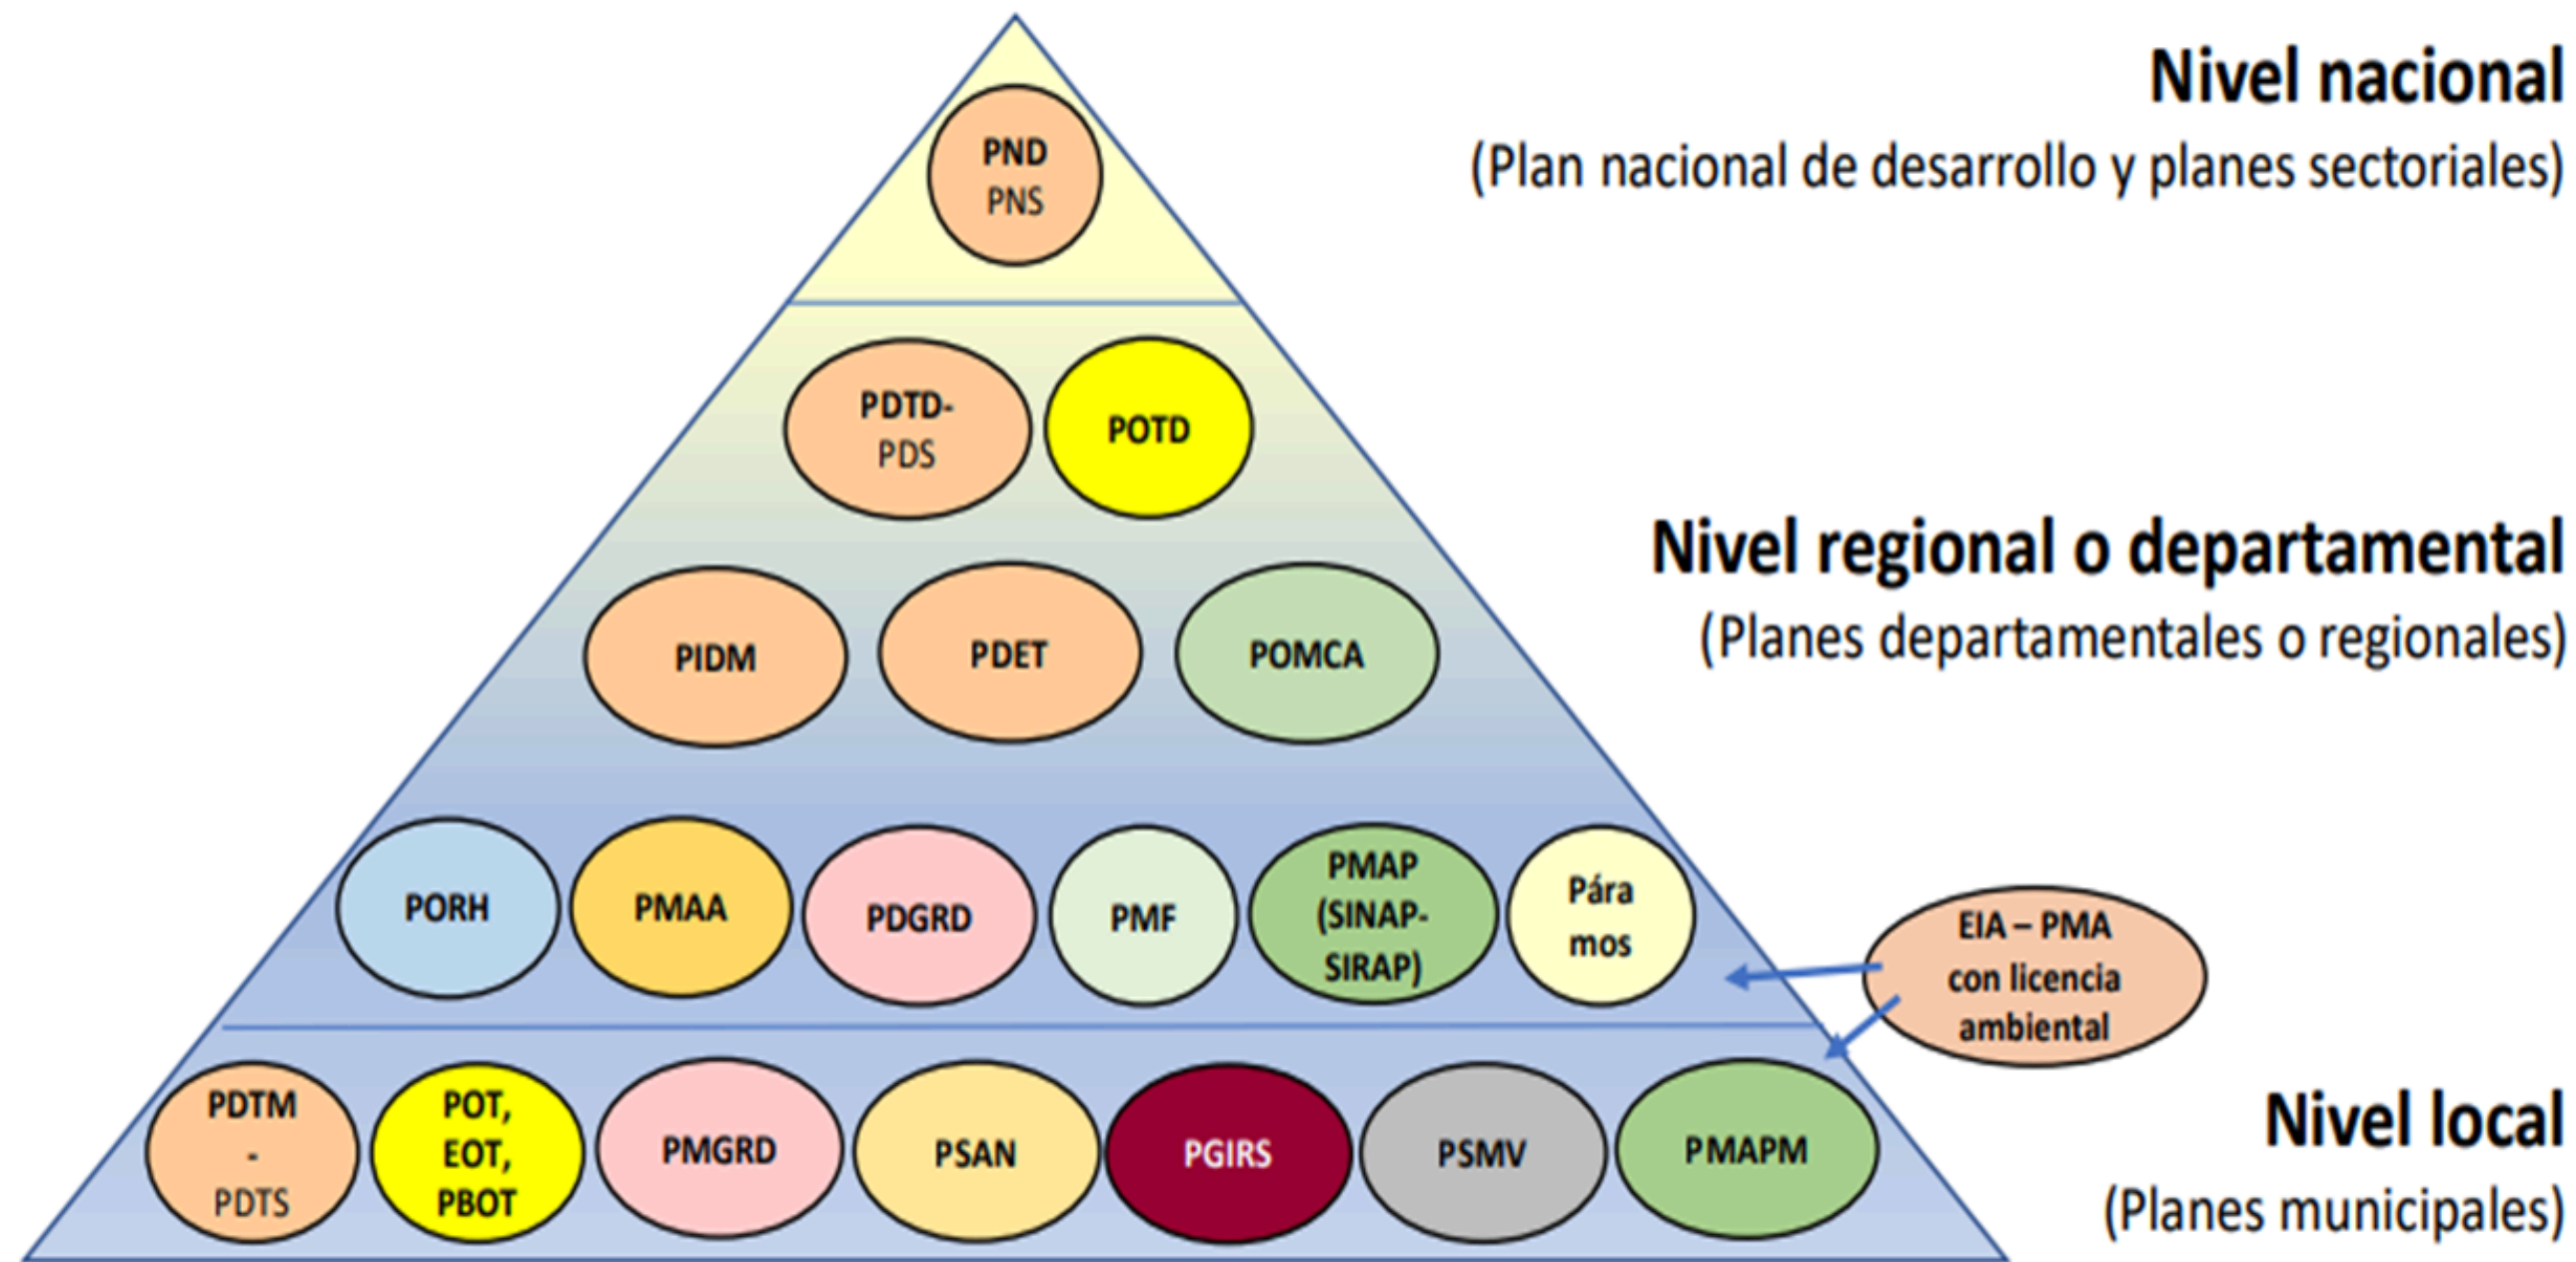 Nivel nacional
(Plan nacional de desarrollo y planes sectoriales)
PND
PNS
PDTD-
PDS
POTD
Nivel regional o departamental
(Planes departamentales o regionales)
PIDM
PDET
POMCA
PORH
PMAA
PDGRD
PMF
PMAP
(SINAP-
SIRAP)
Pára
mos
EIA – PMA
con licencia
ambiental
Nivel local
(Planes municipales)
PDTM
-
PDTS
POT,
EOT,
PBOT
PMGRD
PSAN
PGIRS
PSMV
PMAPM